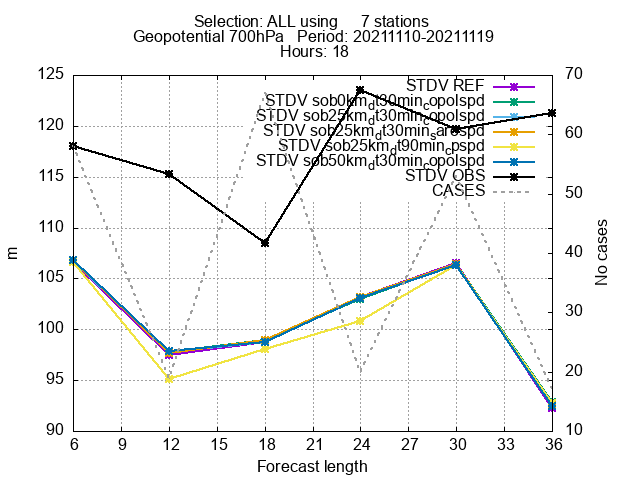 Selection: ALL using 7 stations
Geopotential 700hPa Period: 20211110-20211119
Hours: 18
125
120
115
110
105
100
95
90
m
70
60
50
40
30
20
10
No cases
STDV REF
STDV sob0km_dt30min_copolspd
STDV sob25km_dt30min_copolspd
STDV sob25km_dt30min_sarospd
STDV sob25km_dt90min_cpspd
STDV sob50km_dt30min_copolspd
STDV OBS
CASES
6 9 12 15 18 21 24 27 30 33 36
Forecast length